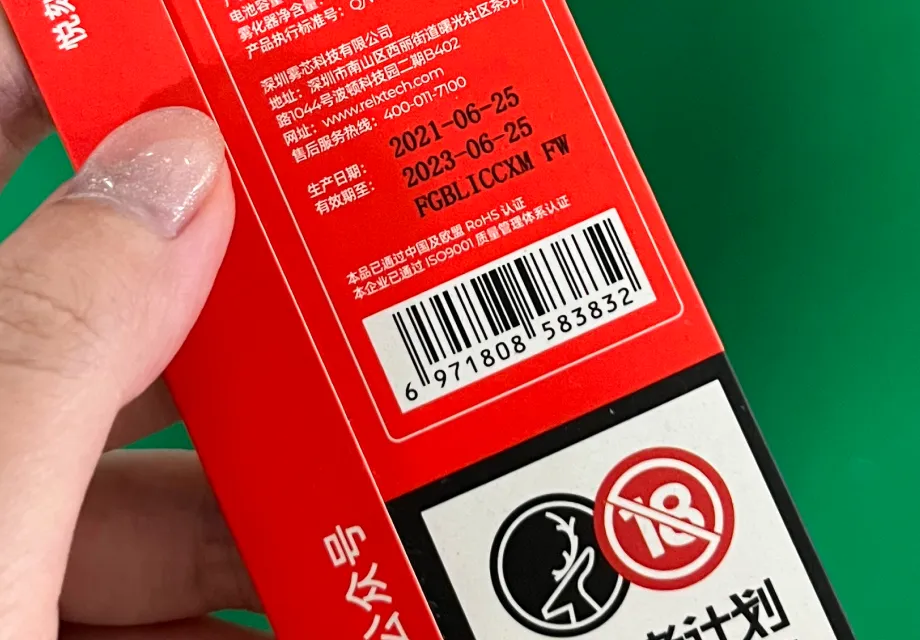 悦刻
电池容量
雾化器净含量：
产品执行标准：
深圳雾芯科技有限公司
地址：深圳市南山区西丽街道曙光社区茶光
路1044号波顿科技园二期B402
网址：www.relxtech.com
售后服务热线：400-011-7100
生产日期：2021-06-25
有效期至：2023-06-25
FGBLICCXM FW
本品已通过中国及欧盟 RoHS 认证
本企业已通过 ISO9001 质量管理体系认证
6 971808 583832
18
公众号
者计划